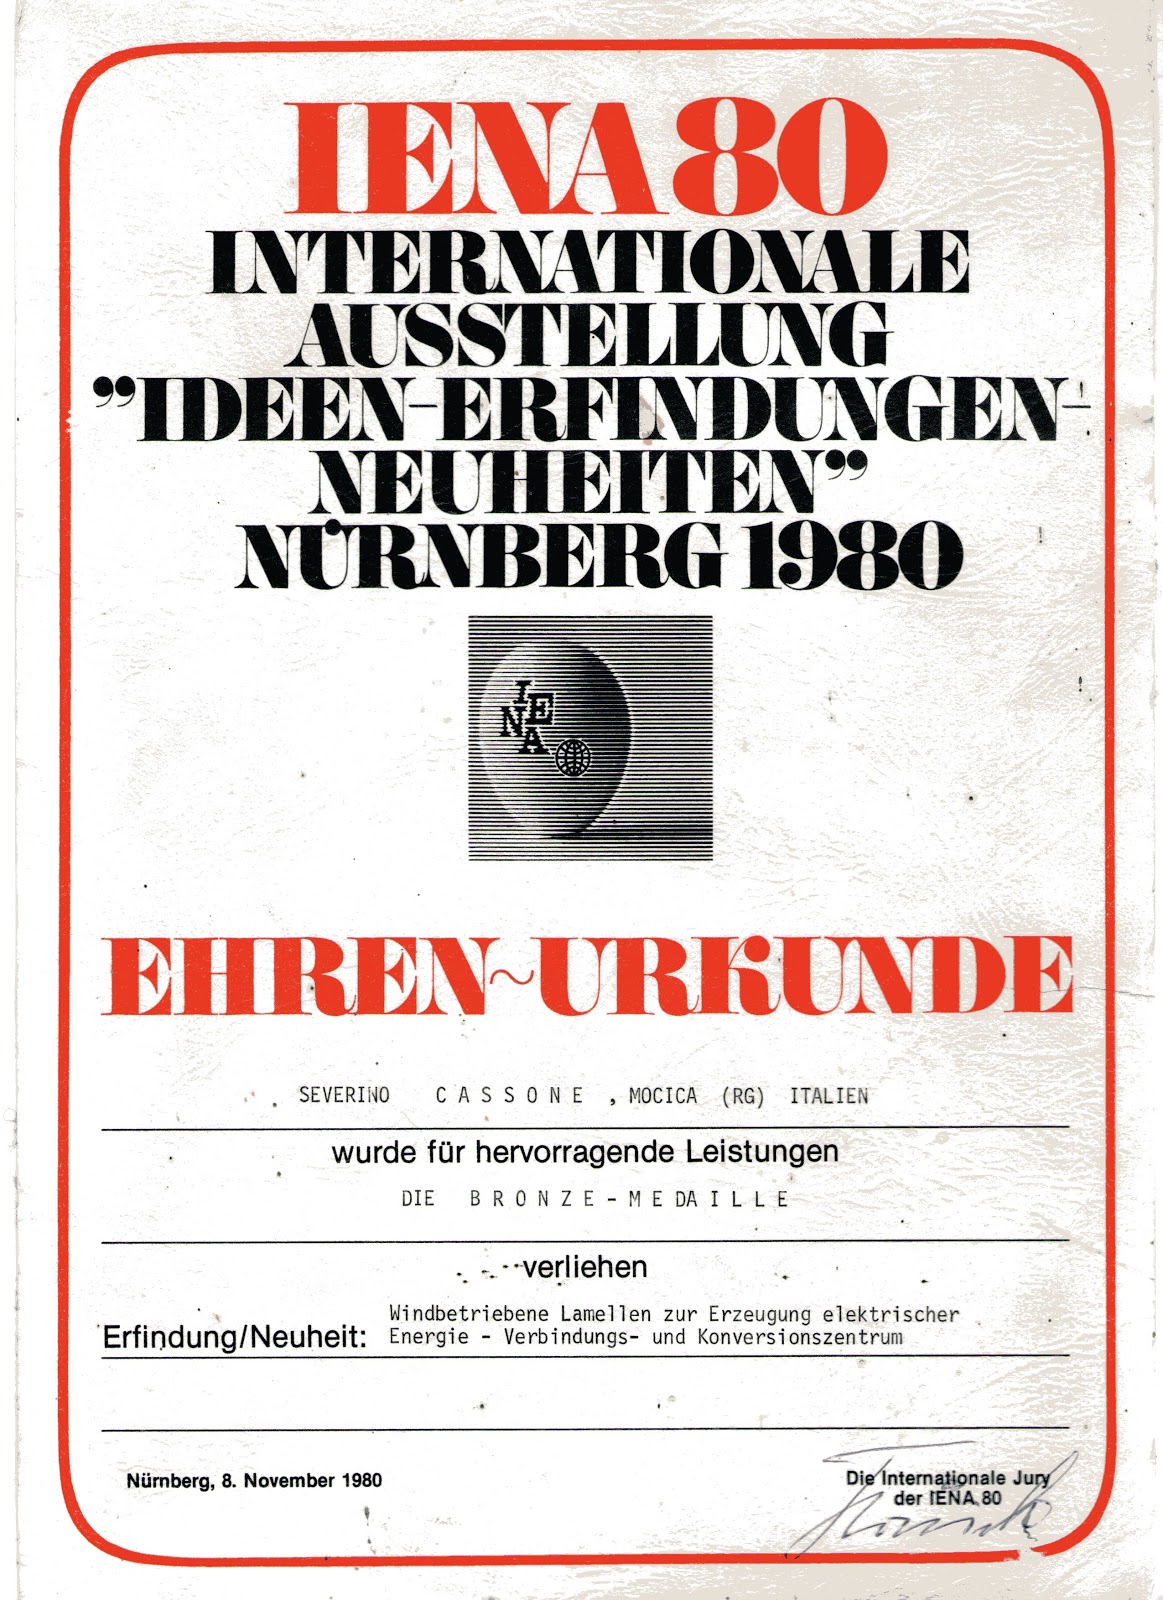 IENA 80
INTERNATIONALE
AUSSTELLUNG
"IDEEN-ERFINDUNGEN-
NEUHEITEN"
NÜRNBERG 1980
IENA
EHREN~URKUNDE
SEVERINO CASSONE, MOCICA (RG) ITALIEN
wurde für hervorragende Leistungen
DIE BRONZE-MEDAILLE
verliehen
Erfindung/Neuheit: Windbetriebene Lamellen zur Erzeugung elektrischer
Energie - Verbindungs- und Konversionszentrum
Nürnberg, 8. November 1980
Die Internationale Jury
der IENA 80